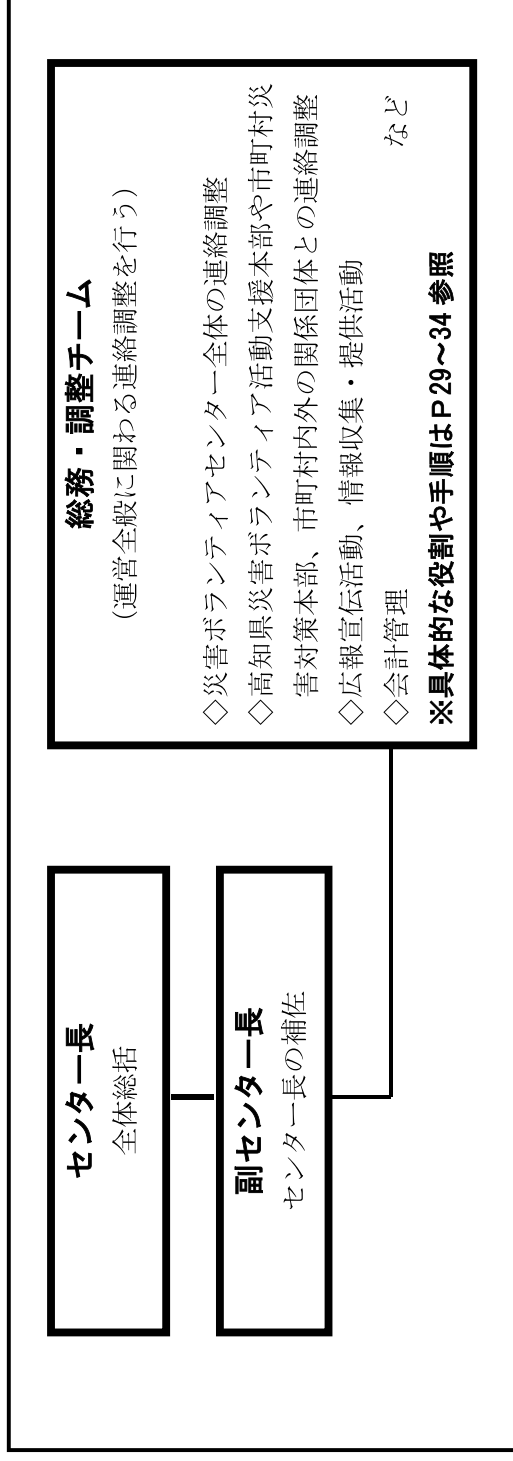 センター長
全体総括
副センター長
センター長の補佐
総務・調整チーム
（運営全般に関わる連絡調整を行う）
◇災害ボランティアセンター全体の連絡調整
◇高知県災害ボランティア活動支援本部や市町村災
害対策本部、市町村内外の関係団体との連絡調整
◇広報宣伝活動、情報収集・提供活動
◇会計管理 など
※具体的な役割や手順はＰ29～34 参照